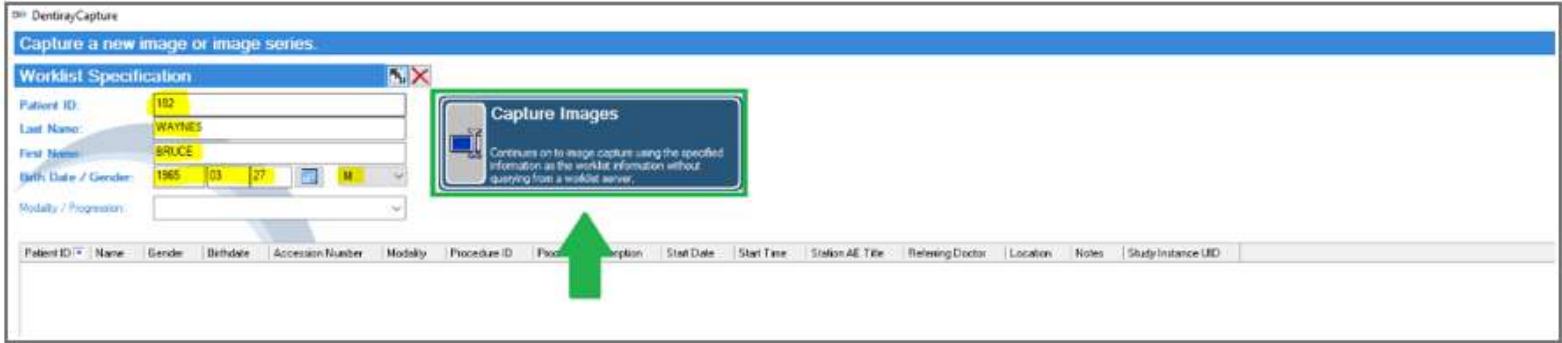 DentirayCapture
Capture a new image or image series.
Worklist Specification
Patient ID: 182
Last Name: WAYNES
First Name: BRUCE
Birth Date / Gender: 1965 03 27 M
Modality / Progression:
Capture Images
Continues on to image capture using the specified
information as the worklist information without
querying from a worklist server.
Patient ID Name Gender Birthdate Accession Number Modality Procedure ID Start Date Start Time Station AE Title Referring Doctor Location Notes Study Instance UID